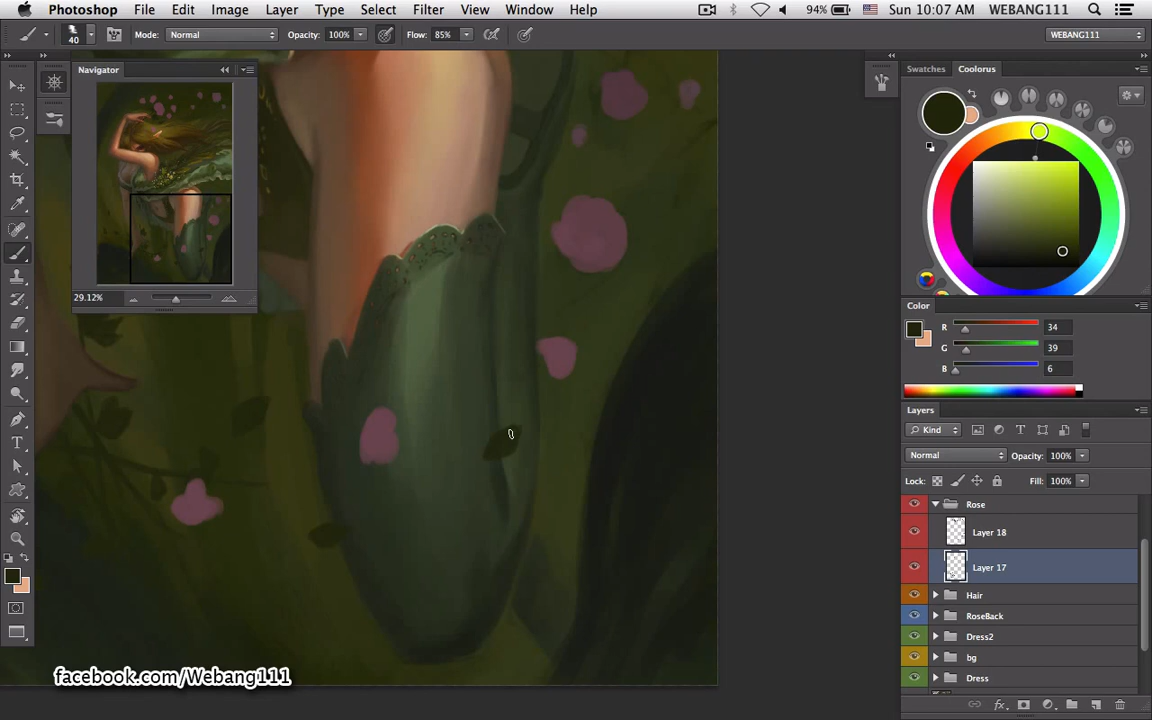 Photoshop File Edit Image Layer Type Select Filter View Window Help 94% Sun 10:07 AM WEBANG111
40 Mode: Normal Opacity: 100% Flow: 85% WEBANG111
Navigator
29.12%
Swatches Coolorus
Color
R 34
G 39
B 6
Layers
Kind
Normal Opacity: 100%
Lock: Fill: 100%
Rose
Layer 18
Layer 17
Hair
RoseBack
Dress2
bg
Dress
facebook.com/Webang111